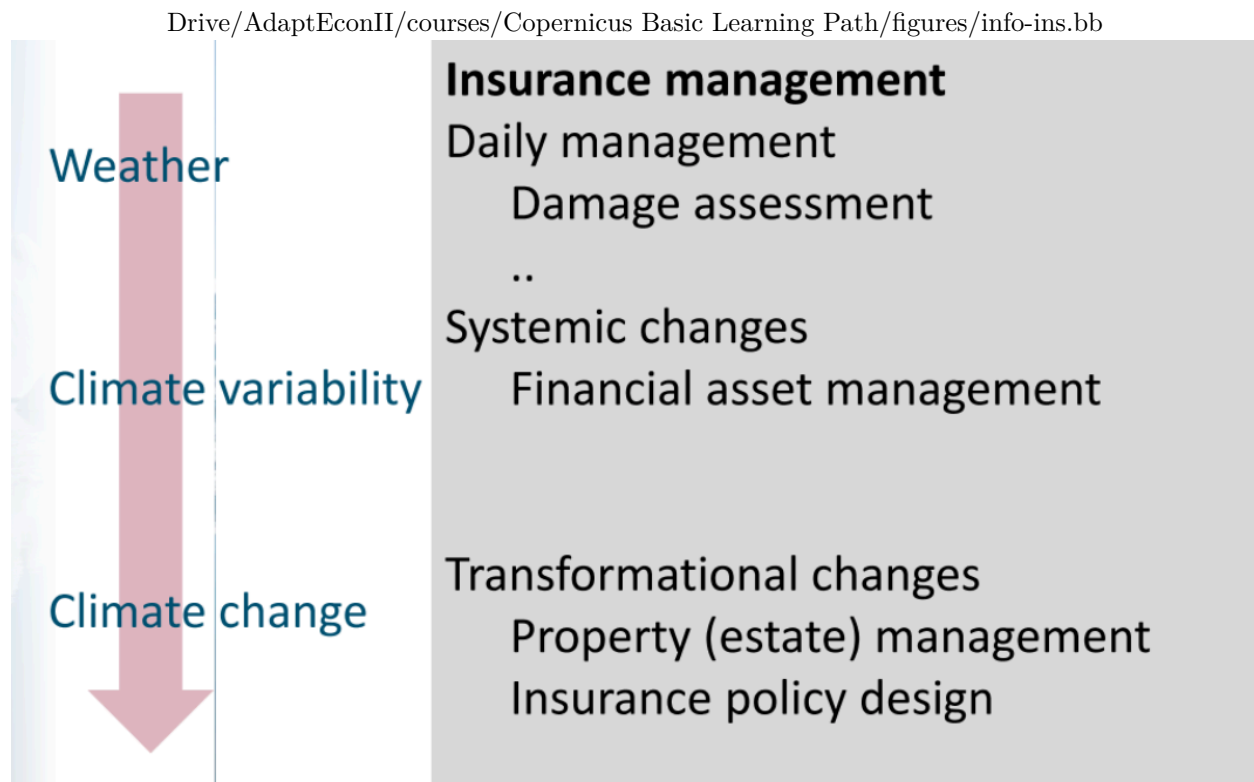 Drive/AdaptEconII/courses/Copernicus Basic Learning Path/figures/info-ins.bb
Insurance management
Weather
Daily management
Damage assessment
..
Systemic changes
Climate variability
Financial asset management
Transformational changes
Climate change
Property (estate) management
Insurance policy design